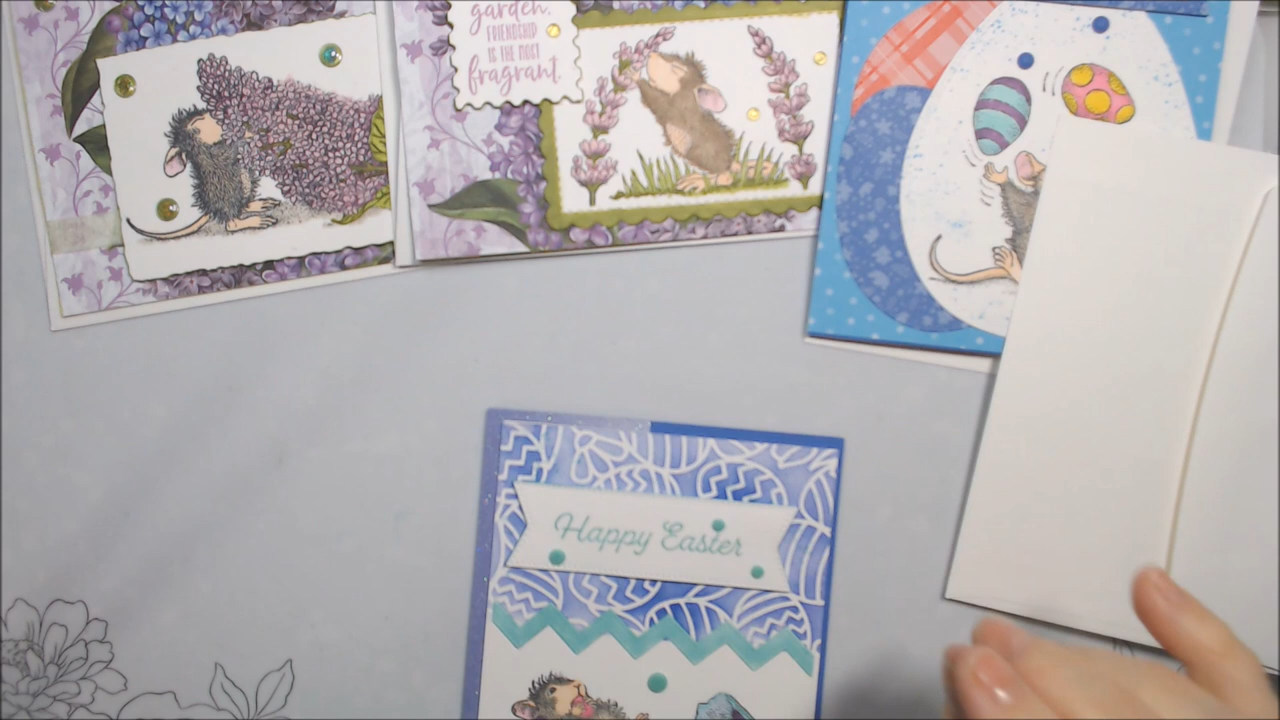 garden.
FRIENDSHIP
IS THE MOST
fragrant.
Happy Easter